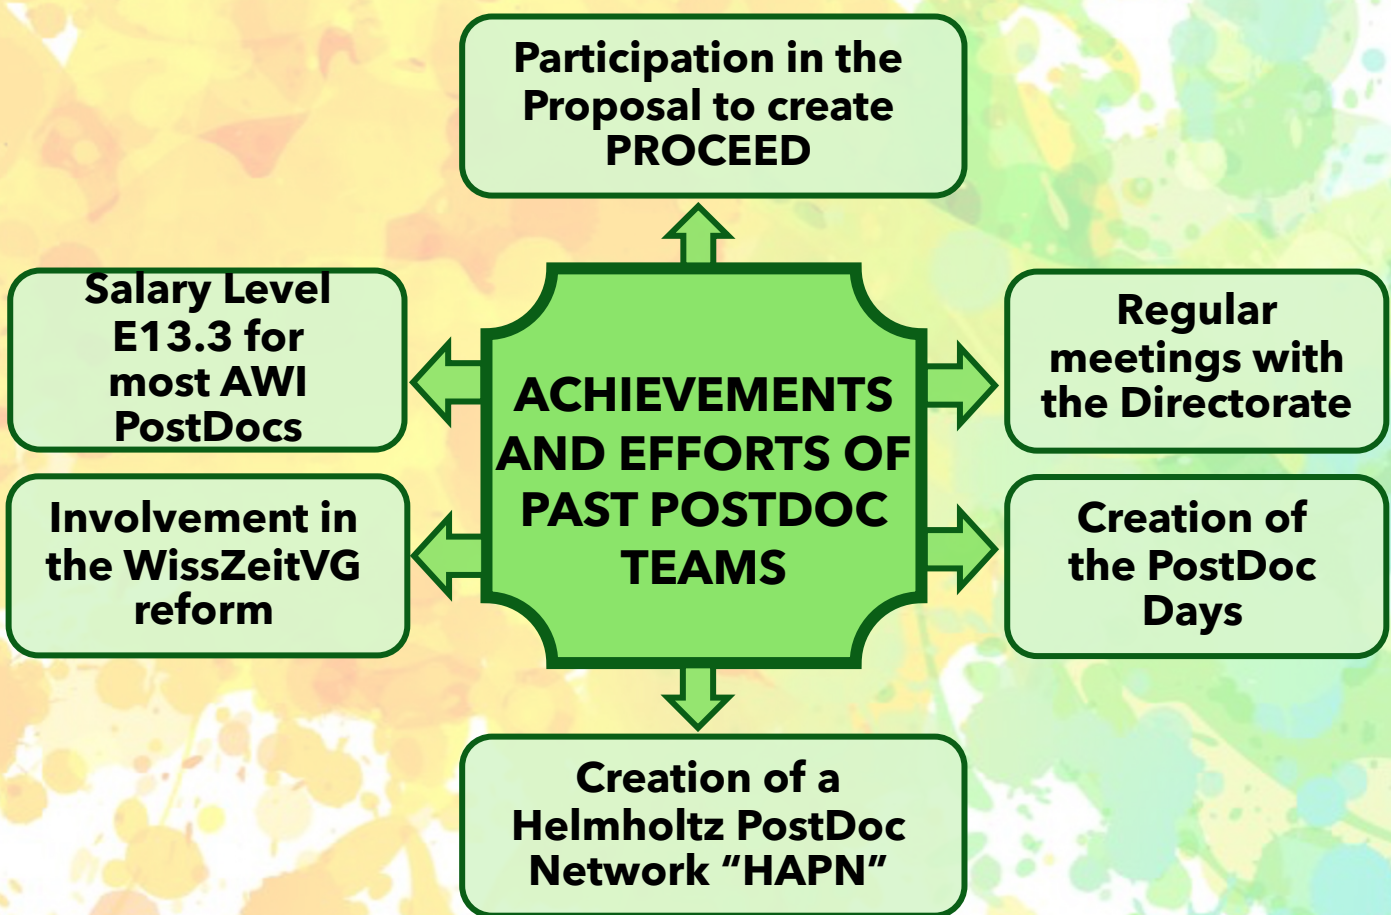 Participation in the
Proposal to create
PROCEED
Salary Level
E13.3 for
most AWI
PostDocs
Regular
meetings with
the Directorate
ACHIEVEMENTS
AND EFFORTS OF
PAST POSTDOC
TEAMS
Involvement in
the WissZeitVG
reform
Creation of
the PostDoc
Days
Creation of a
Helmholtz PostDoc
Network “HAPN”